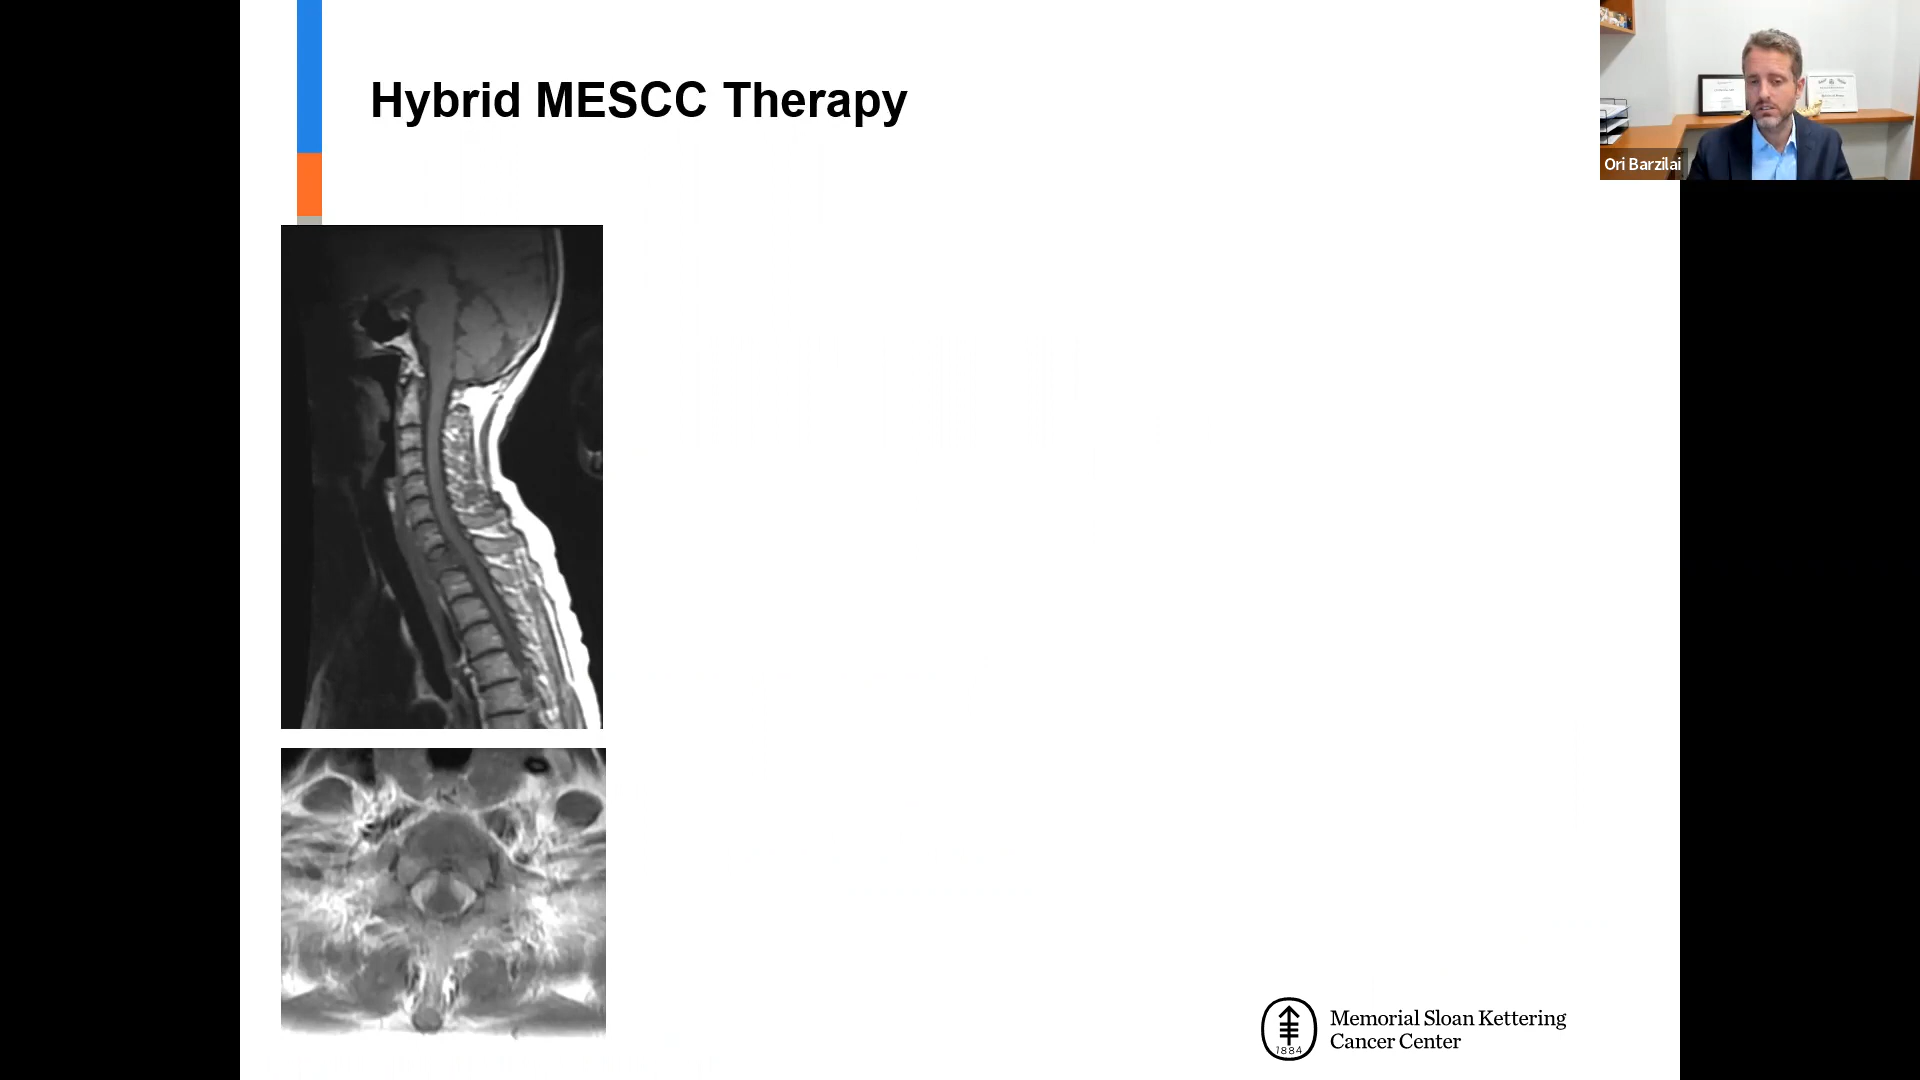 Hybrid MESCC Therapy
Ori Barzilai
Memorial Sloan Kettering
Cancer Center
1884